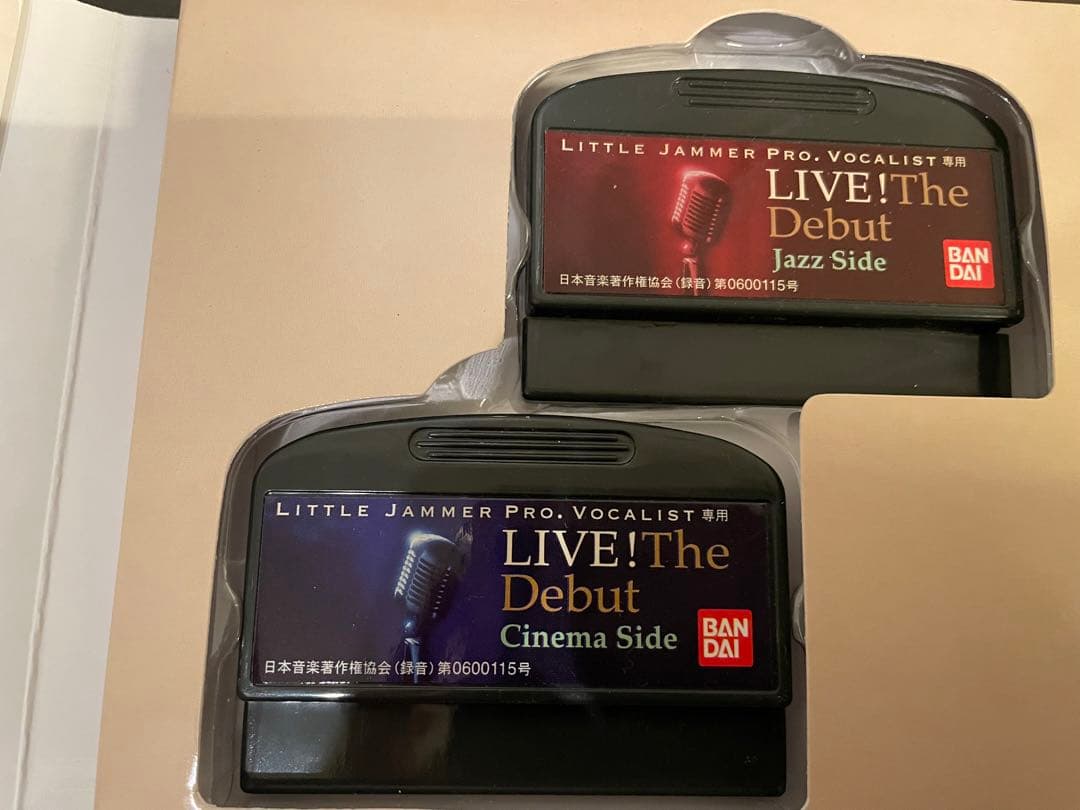 LITTLE JAMMER PRO. VOCALIST 専用
LIVE!The
Debut
Jazz Side
BAN
DAI
日本音楽著作権協会(録音)第0600115号
LITTLE JAMMER PRO. VOCALIST 専用
LIVE!The
Debut
Cinema Side
BAN
DAI
日本音楽著作権協会(録音)第0600115号